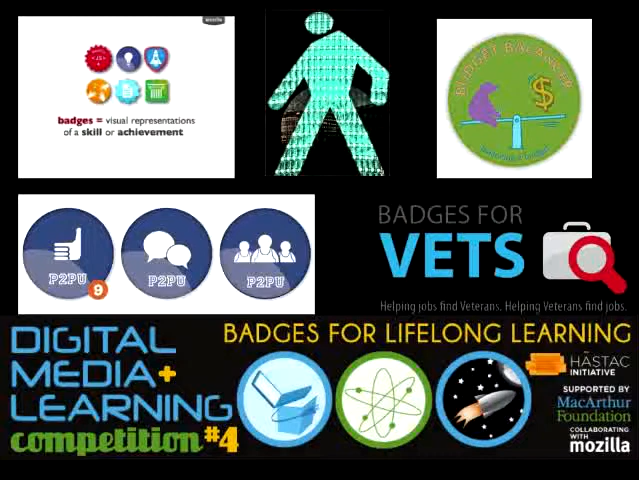 mozilla
badges = visual representations
of a skill or achievement
BUDGET BALANCER
P2PU
9
P2PU
P2PU
BADGES FOR
VETS
Helping jobs find Veterans. Helping Veterans find jobs.
DIGITAL
MEDIA+
LEARNING
competition #4
BADGES FOR LIFELONG LEARNING
HASTAC
INITIATIVE
SUPPORTED BY
MacArthur
Foundation
COLLABORATING
WITH
mozilla